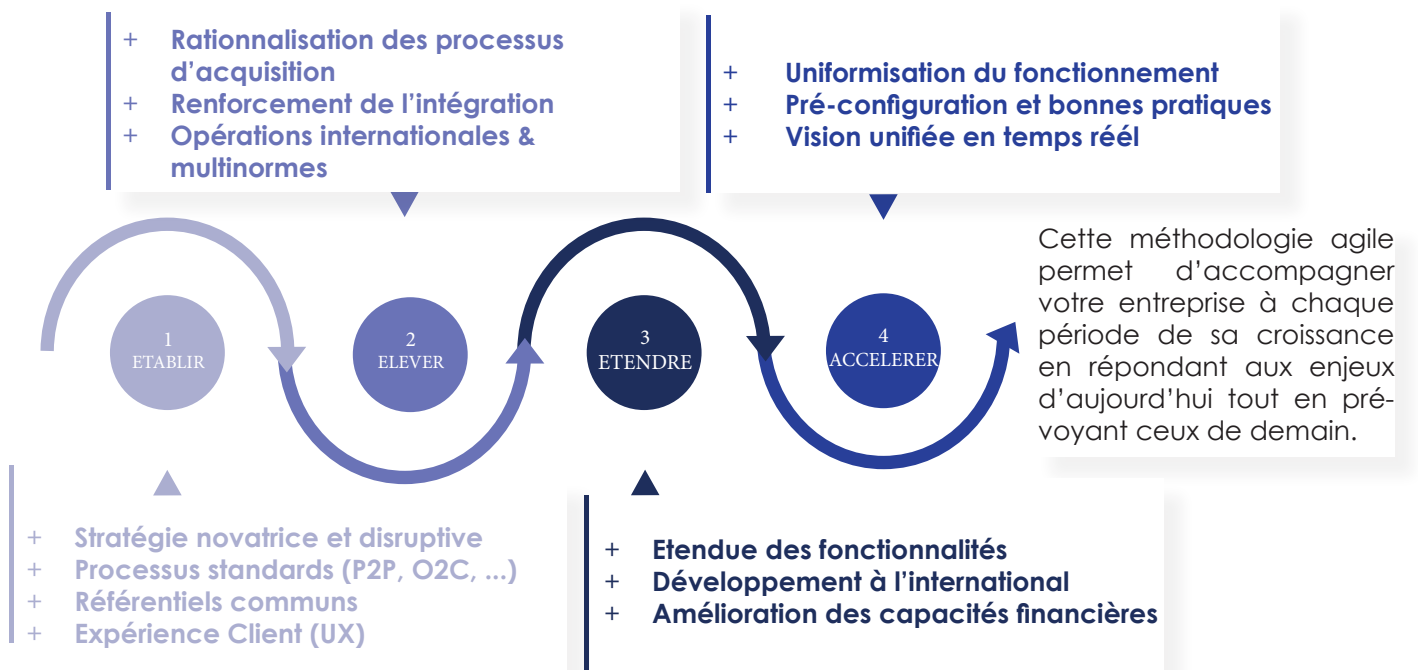 + Rationnalisation des processus
d'acquisition
+ Renforcement de l'intégration
+ Opérations internationales &
multinormes
+ Uniformisation du fonctionnement
+ Pré-configuration et bonnes pratiques
+ Vision unifiée en temps réél
1
ETABLIR
2
ELEVER
3
ETENDRE
4
ACCELERER
Cette méthodologie agile
permet d'accompagner
votre entreprise à chaque
période de sa croissance
en répondant aux enjeux
d'aujourd'hui tout en pré-
voyant ceux de demain.
+ Stratégie novatrice et disruptive
+ Processus standards (P2P, O2C, ...)
+ Référentiels communs
+ Expérience Client (UX)
+ Etendue des fonctionnalités
+ Développement à l'international
+ Amélioration des capacités financières